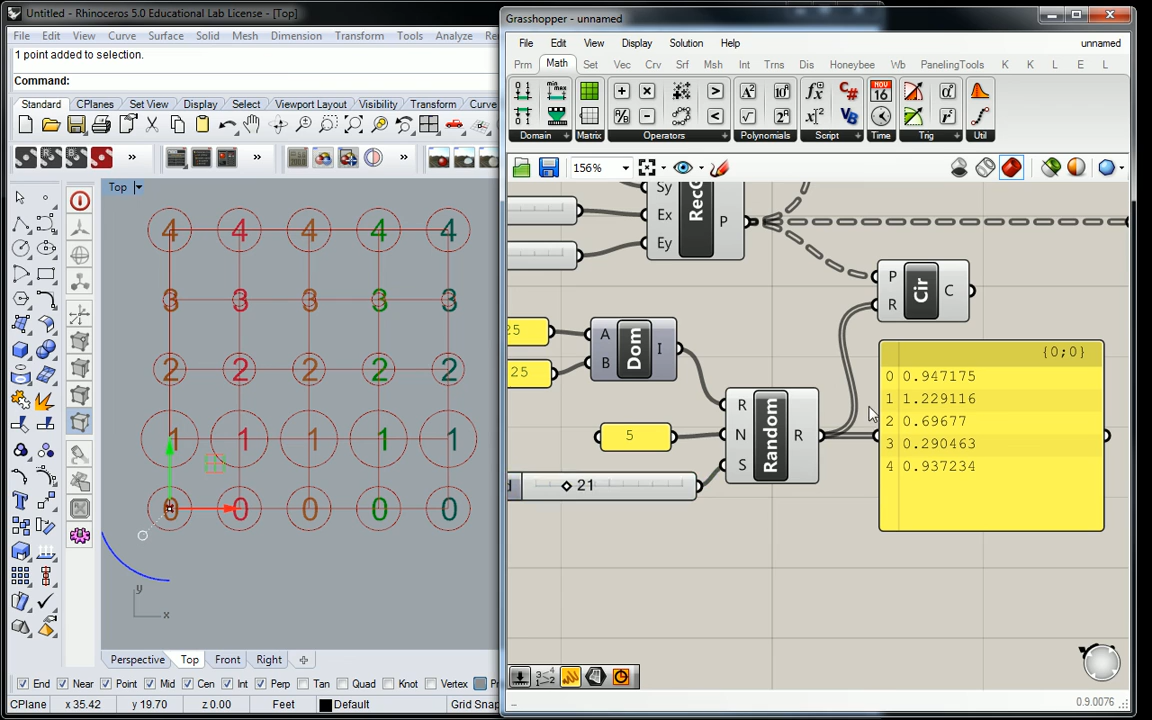 Untitled - Rhinoceros 5.0 Educational Lab License - [Top]
File Edit View Curve Surface Solid Mesh Dimension Transform Tools Analyze
1 point added to selection.
Command:
Standard CPlanes Set View Display Select Viewport Layout Visibility Transform
Top
4 4 4 4 4
3 3 3 3 3
2 2 2 2 2
1 1 1 1 1
0 0 0 0 0
y
x
Perspective Top Front Right
End Near Point Mid Cen Int Perp Tan Quad Knot Vertex
CPlane x 35.42 y 19.70 z 0.00 Feet Default Grid Snap
Grasshopper - unnamed
File Edit View Display Solution Help unnamed
Prm Math Set Vec Crv Srf Msh Int Trns Dis Honeybee Wb PanelingTools K K L E L
Domain Matrix Operators Polynomials Script Time Trig Util
156%
Sy
Ex
Ey
P
P
R
Cir
C
25
25
A
B
Dom
I
R
N
S
Random
R
5
21
{0;0}
0 0.947175
1 1.229116
2 0.69677
3 0.290463
4 0.937234
0.9.0076